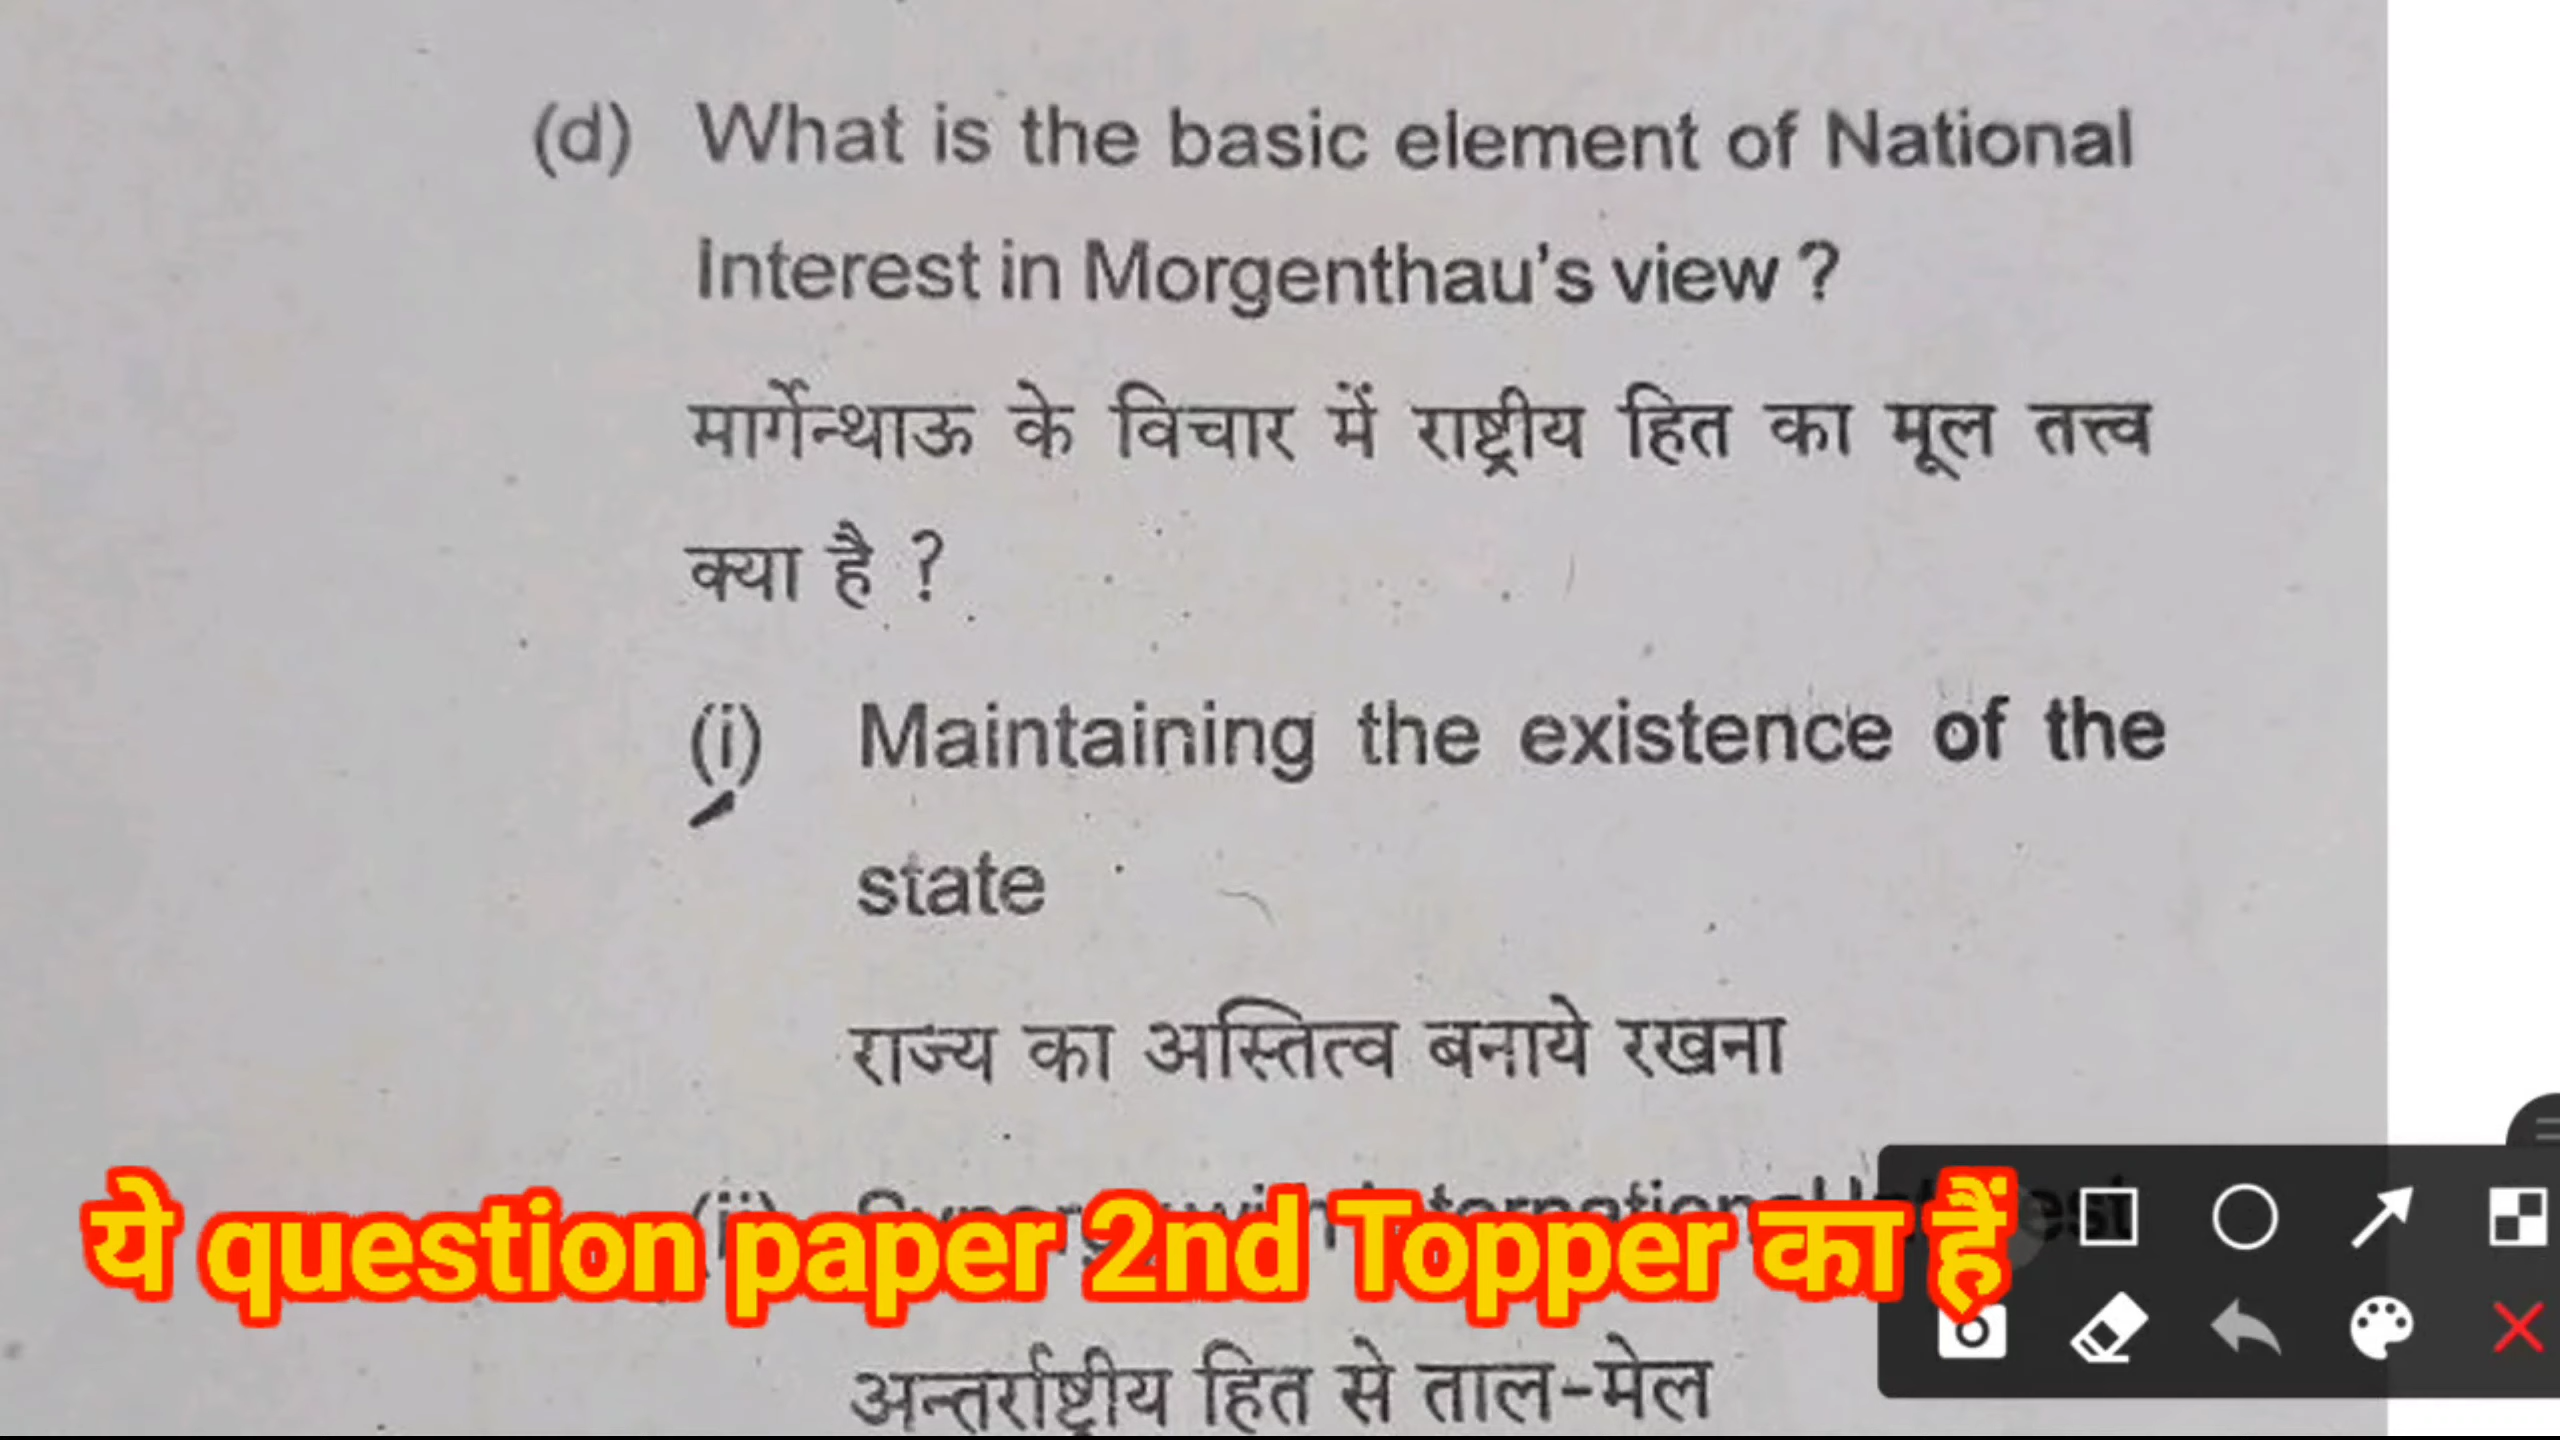 (d) What is the basic element of National
Interest in Morgenthau's view ?
मार्गेन्थाऊ के विचार में राष्ट्रीय हित का मूल तत्त्व
क्या है ?
(i) Maintaining the existence of the
state
राज्य का अस्तित्व बनाये रखना
(ii)
ये question paper 2nd Topper का हैं
अन्तर्राष्ट्रीय हित से ताल-मेल